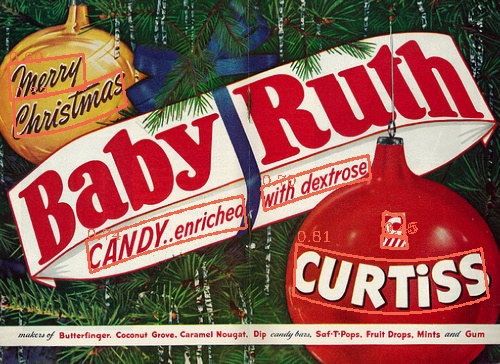 Merry
Christmas
Baby Ruth
CANDY..enriched with dextrose
CURTiSS
makers of Butterfinger, Coconut Grove, Caramel Nougat, Dip candy bars, Saf-T-Pops, Fruit Drops, Mints and Gum